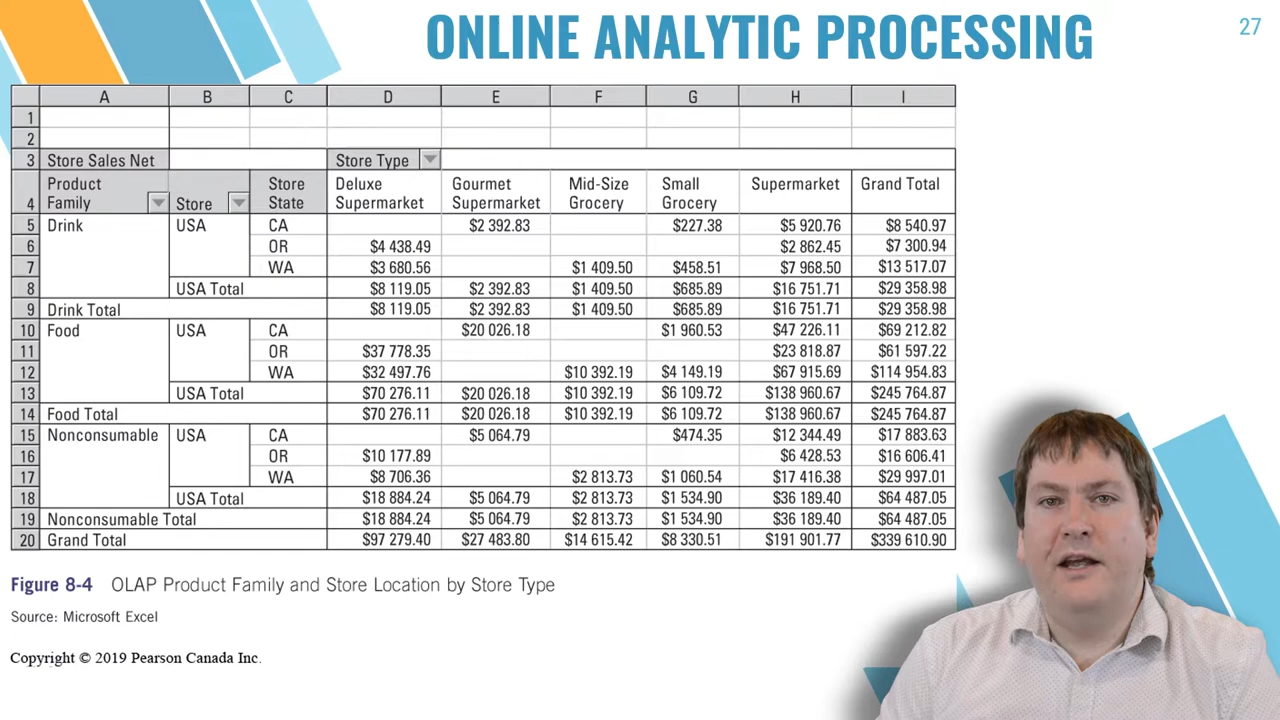 ONLINE ANALYTIC PROCESSING
27
A B C D E F G H I
1
2
3 Store Sales Net Store Type
4 Product Family Store Store State Deluxe Supermarket Gourmet Supermarket Mid-Size Grocery Small Grocery Supermarket Grand Total
5 Drink USA CA $2 392.83 $227.38 $5 920.76 $8 540.97
6 OR $4 438.49 $2 862.45 $7 300.94
7 WA $3 680.56 $1 409.50 $458.51 $7 968.50 $13 517.07
8 USA Total $8 119.05 $2 392.83 $1 409.50 $685.89 $16 751.71 $29 358.98
9 Drink Total $8 119.05 $2 392.83 $1 409.50 $685.89 $16 751.71 $29 358.98
10 Food USA CA $20 026.18 $1 960.53 $47 226.11 $69 212.82
11 OR $37 778.35 $23 818.87 $61 597.22
12 WA $32 497.76 $10 392.19 $4 149.19 $67 915.69 $114 954.83
13 USA Total $70 276.11 $20 026.18 $10 392.19 $6 109.72 $138 960.67 $245 764.87
14 Food Total $70 276.11 $20 026.18 $10 392.19 $6 109.72 $138 960.67 $245 764.87
15 Nonconsumable USA CA $5 064.79 $474.35 $12 344.49 $17 883.63
16 OR $10 177.89 $6 428.53 $16 606.41
17 WA $8 706.36 $2 813.73 $1 060.54 $17 416.38 $29 997.01
18 USA Total $18 884.24 $5 064.79 $2 813.73 $1 534.90 $36 189.40 $64 487.05
19 Nonconsumable Total $18 884.24 $5 064.79 $2 813.73 $1 534.90 $36 189.40 $64 487.05
20 Grand Total $97 279.40 $27 483.80 $14 615.42 $8 330.51 $191 901.77 $339 610.90
Figure 8-4 OLAP Product Family and Store Location by Store Type
Source: Microsoft Excel
Copyright © 2019 Pearson Canada Inc.